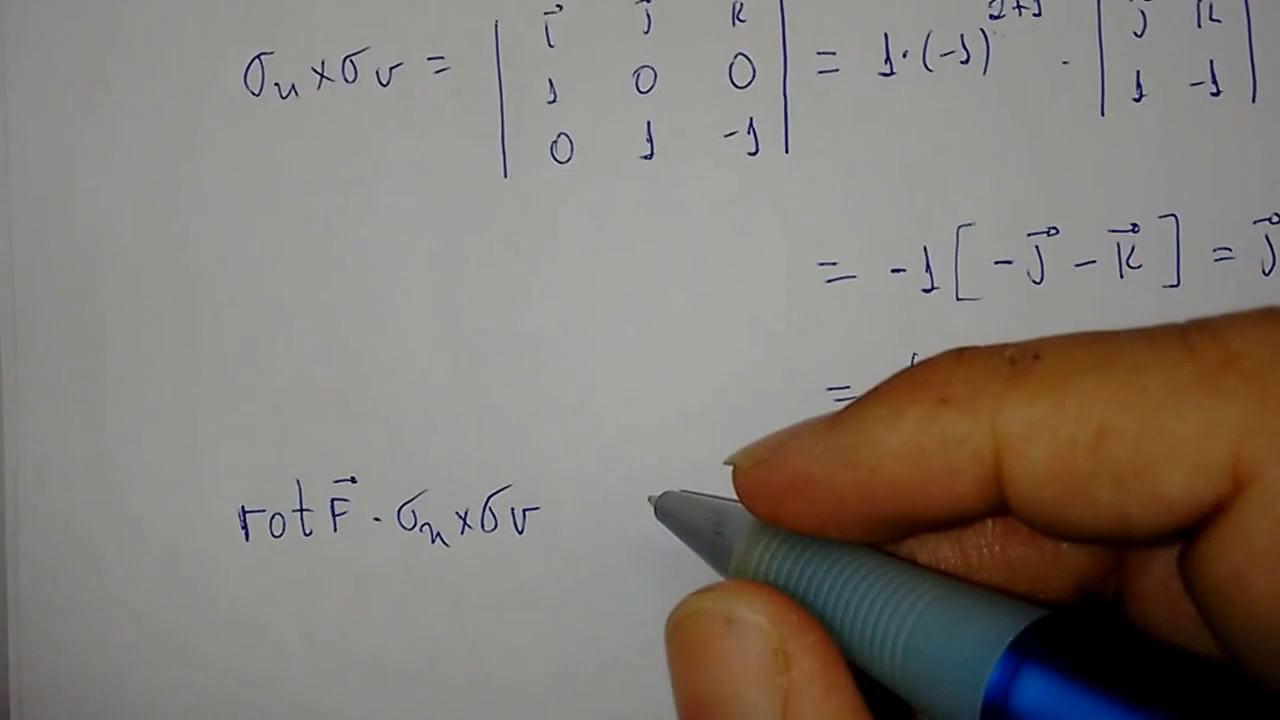 σu×σv = | i⃗ j⃗ k⃗ | = 1·(-1)²⁺¹ · | j⃗ k⃗ |
| 1 0 0 | | 1 -1 |
| 0 1 -1 |
= -1[-j⃗ - k⃗] = j⃗
=
rot F⃗ · σu×σv